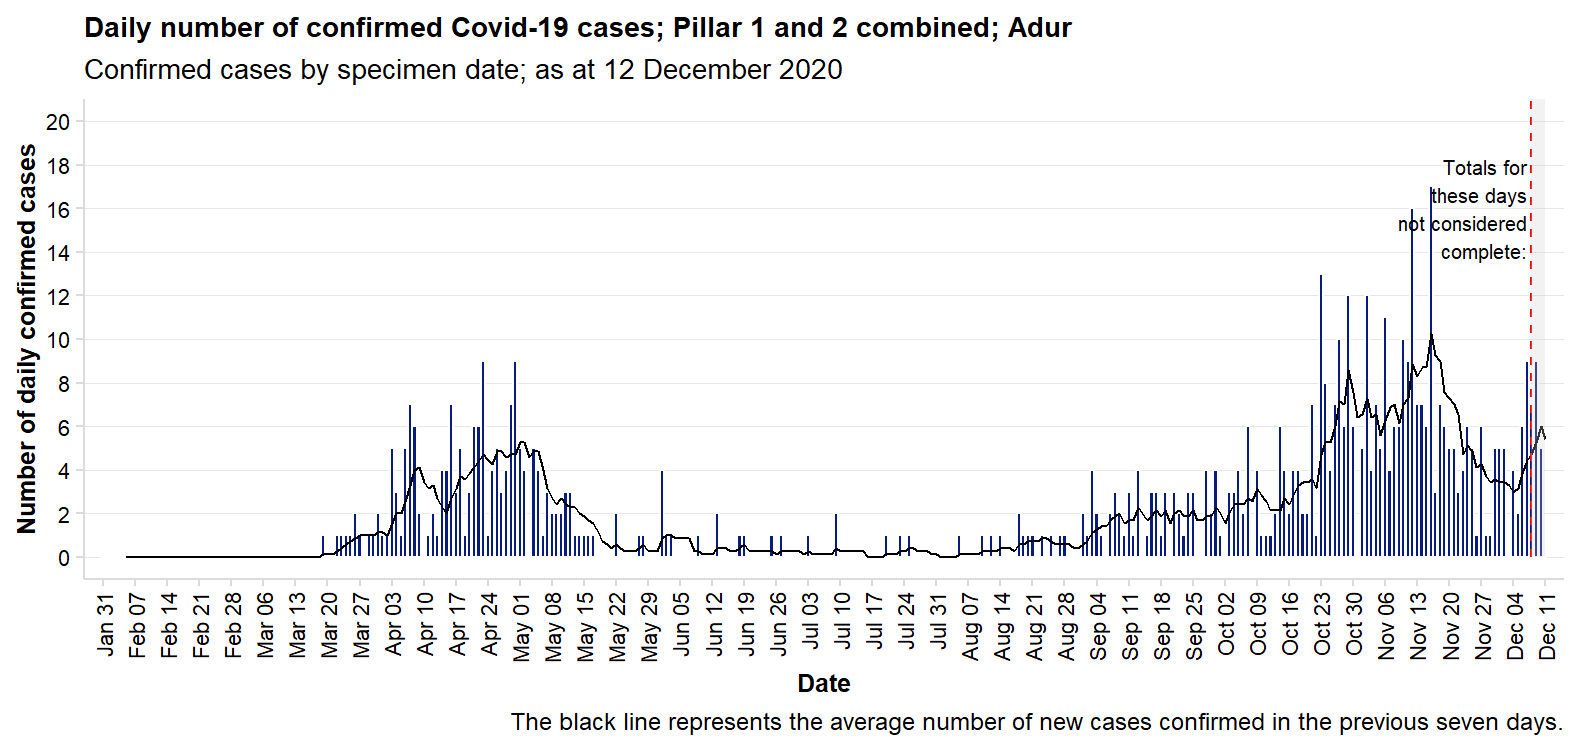 Daily number of confirmed Covid-19 cases; Pillar 1 and 2 combined; Adur
Confirmed cases by specimen date; as at 12 December 2020
Number of daily confirmed cases
20
18
16
14
12
10
8
6
4
2
0
Totals for
these days
not considered
complete:
Jan 31
Feb 07
Feb 14
Feb 21
Feb 28
Mar 06
Mar 13
Mar 20
Mar 27
Apr 03
Apr 10
Apr 17
Apr 24
May 01
May 08
May 15
May 22
May 29
Jun 05
Jun 12
Jun 19
Jun 26
Jul 03
Jul 10
Jul 17
Jul 24
Jul 31
Aug 07
Aug 14
Aug 21
Aug 28
Sep 04
Sep 11
Sep 18
Sep 25
Oct 02
Oct 09
Oct 16
Oct 23
Oct 30
Nov 06
Nov 13
Nov 20
Nov 27
Dec 04
Dec 11
Date
The black line represents the average number of new cases confirmed in the previous seven days.